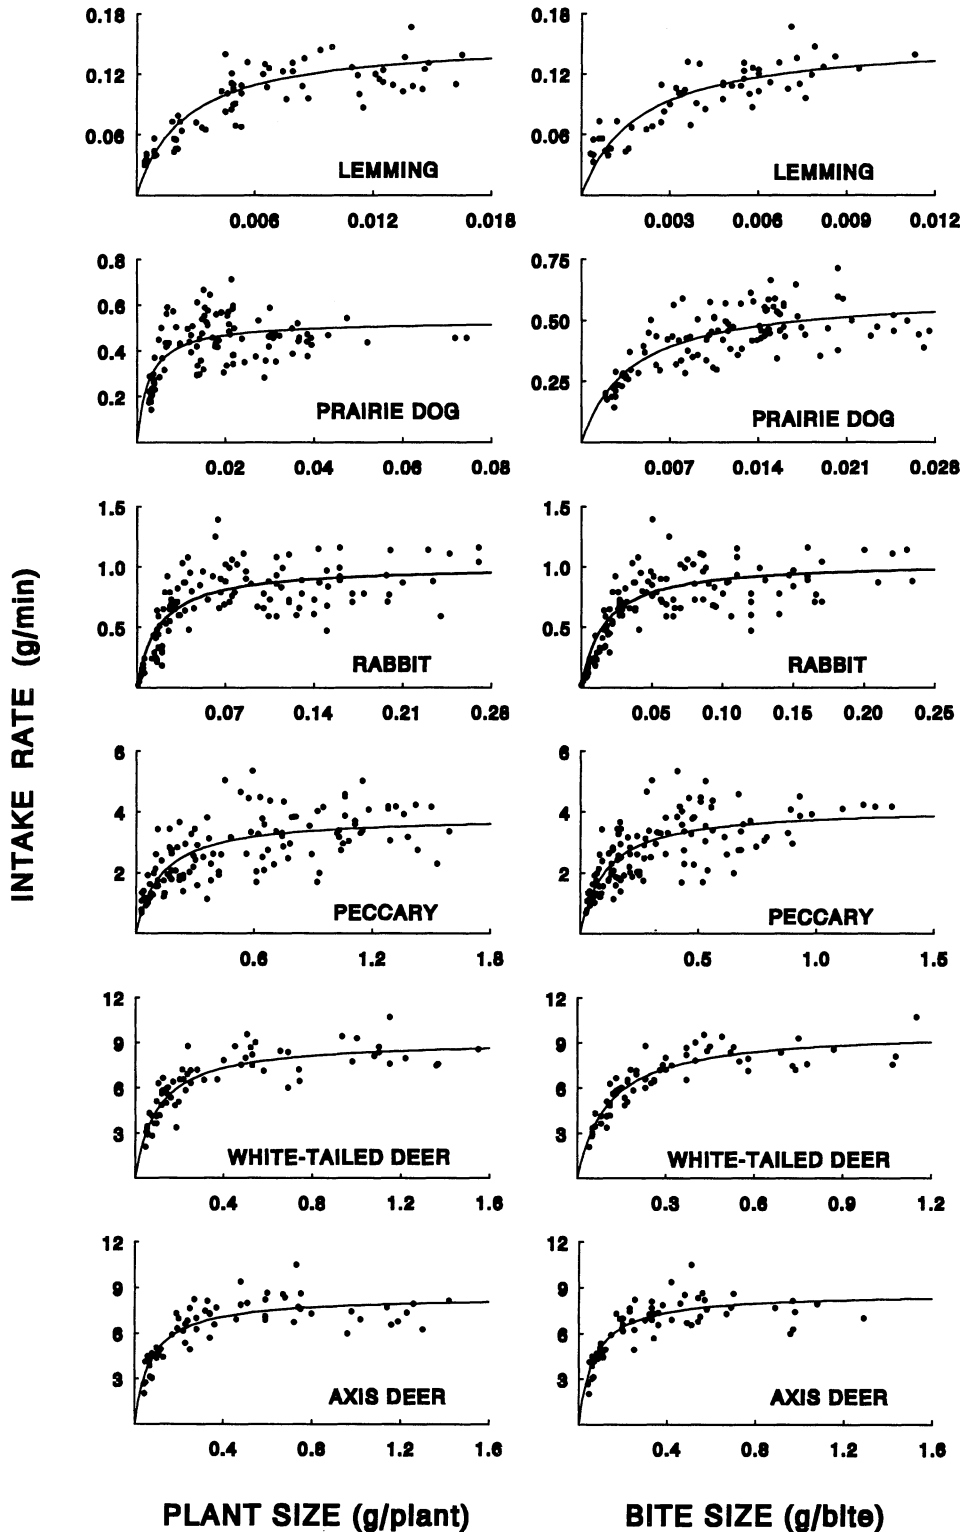 INTAKE RATE (g/min)
0.18
0.12
0.06
LEMMING
0.006 0.012 0.018
0.18
0.12
0.06
LEMMING
0.003 0.006 0.009 0.012
0.8
0.6
0.4
0.2
PRAIRIE DOG
0.02 0.04 0.06 0.08
0.75
0.50
0.25
PRAIRIE DOG
0.007 0.014 0.021 0.028
1.5
1.0
0.5
RABBIT
0.07 0.14 0.21 0.28
1.5
1.0
0.5
RABBIT
0.05 0.10 0.15 0.20 0.25
6
4
2
PECCARY
0.6 1.2 1.8
6
4
2
PECCARY
0.5 1.0 1.5
12
9
6
3
WHITE-TAILED DEER
0.4 0.8 1.2 1.6
12
9
6
3
WHITE-TAILED DEER
0.3 0.6 0.9 1.2
12
9
6
3
AXIS DEER
0.4 0.8 1.2 1.6
12
9
6
3
AXIS DEER
0.4 0.8 1.2 1.6
PLANT SIZE (g/plant)
BITE SIZE (g/bite)